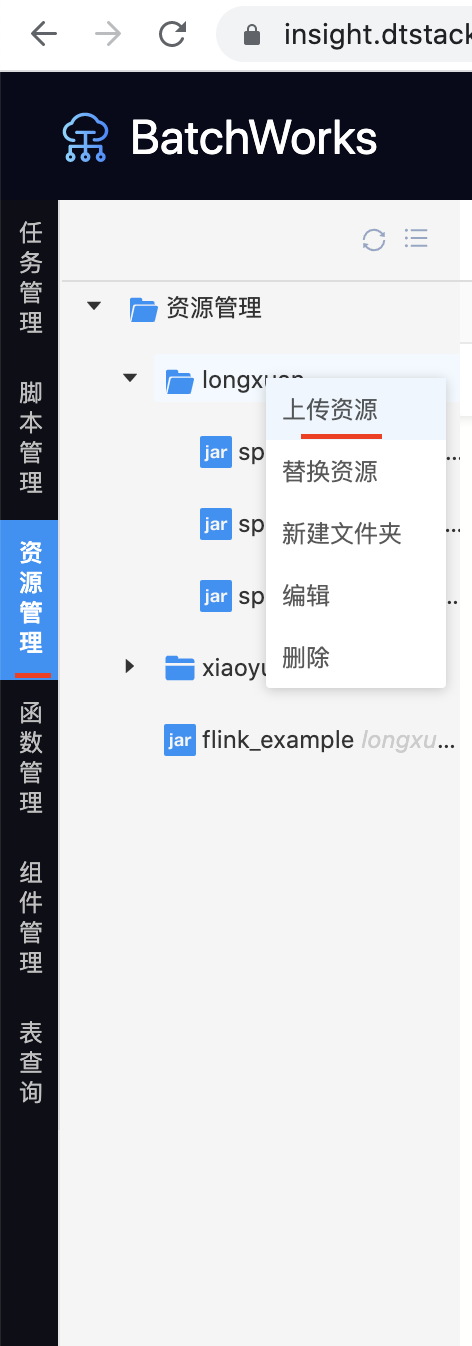 insight.dtstack
BatchWorks
任务管理
脚本管理
资源管理
函数管理
组件管理
表查询
资源管理
longxuan
上传资源
jar sp ...
替换资源
jar sp ...
新建文件夹
jar sp ...
编辑
xiaoyu
删除
jar flink_example longxu...